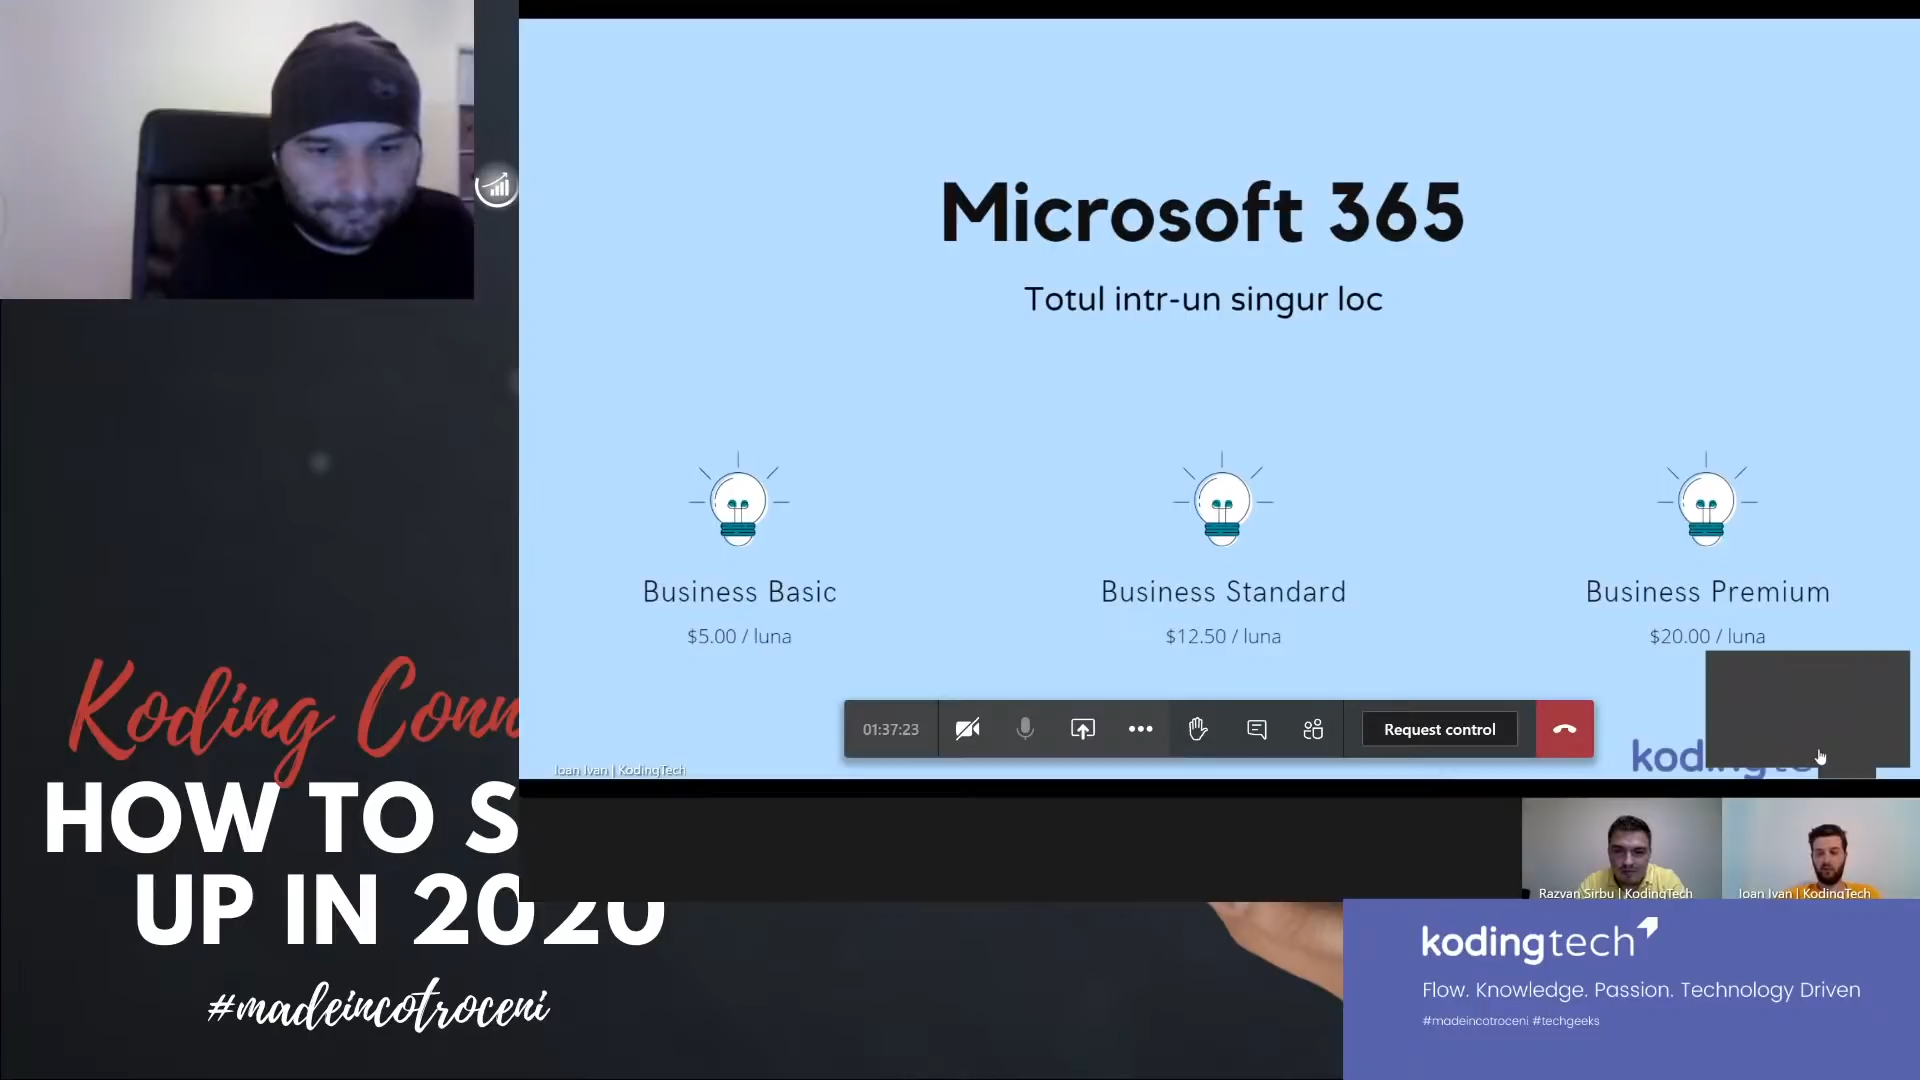 Microsoft 365
Totul intr-un singur loc
Business Basic
$5.00 / luna
Business Standard
$12.50 / luna
Business Premium
$20.00 / luna
01:37:23
Request control
Ioan Ivan | KodingTech
Koding Conn
HOW TO S
UP IN 2020
#madeincotroceni
Razvan Sirbu | KodingTech
Ioan Ivan | KodingTech
kodingtech
Flow. Knowledge. Passion. Technology Driven
#madeincotroceni #techgeeks